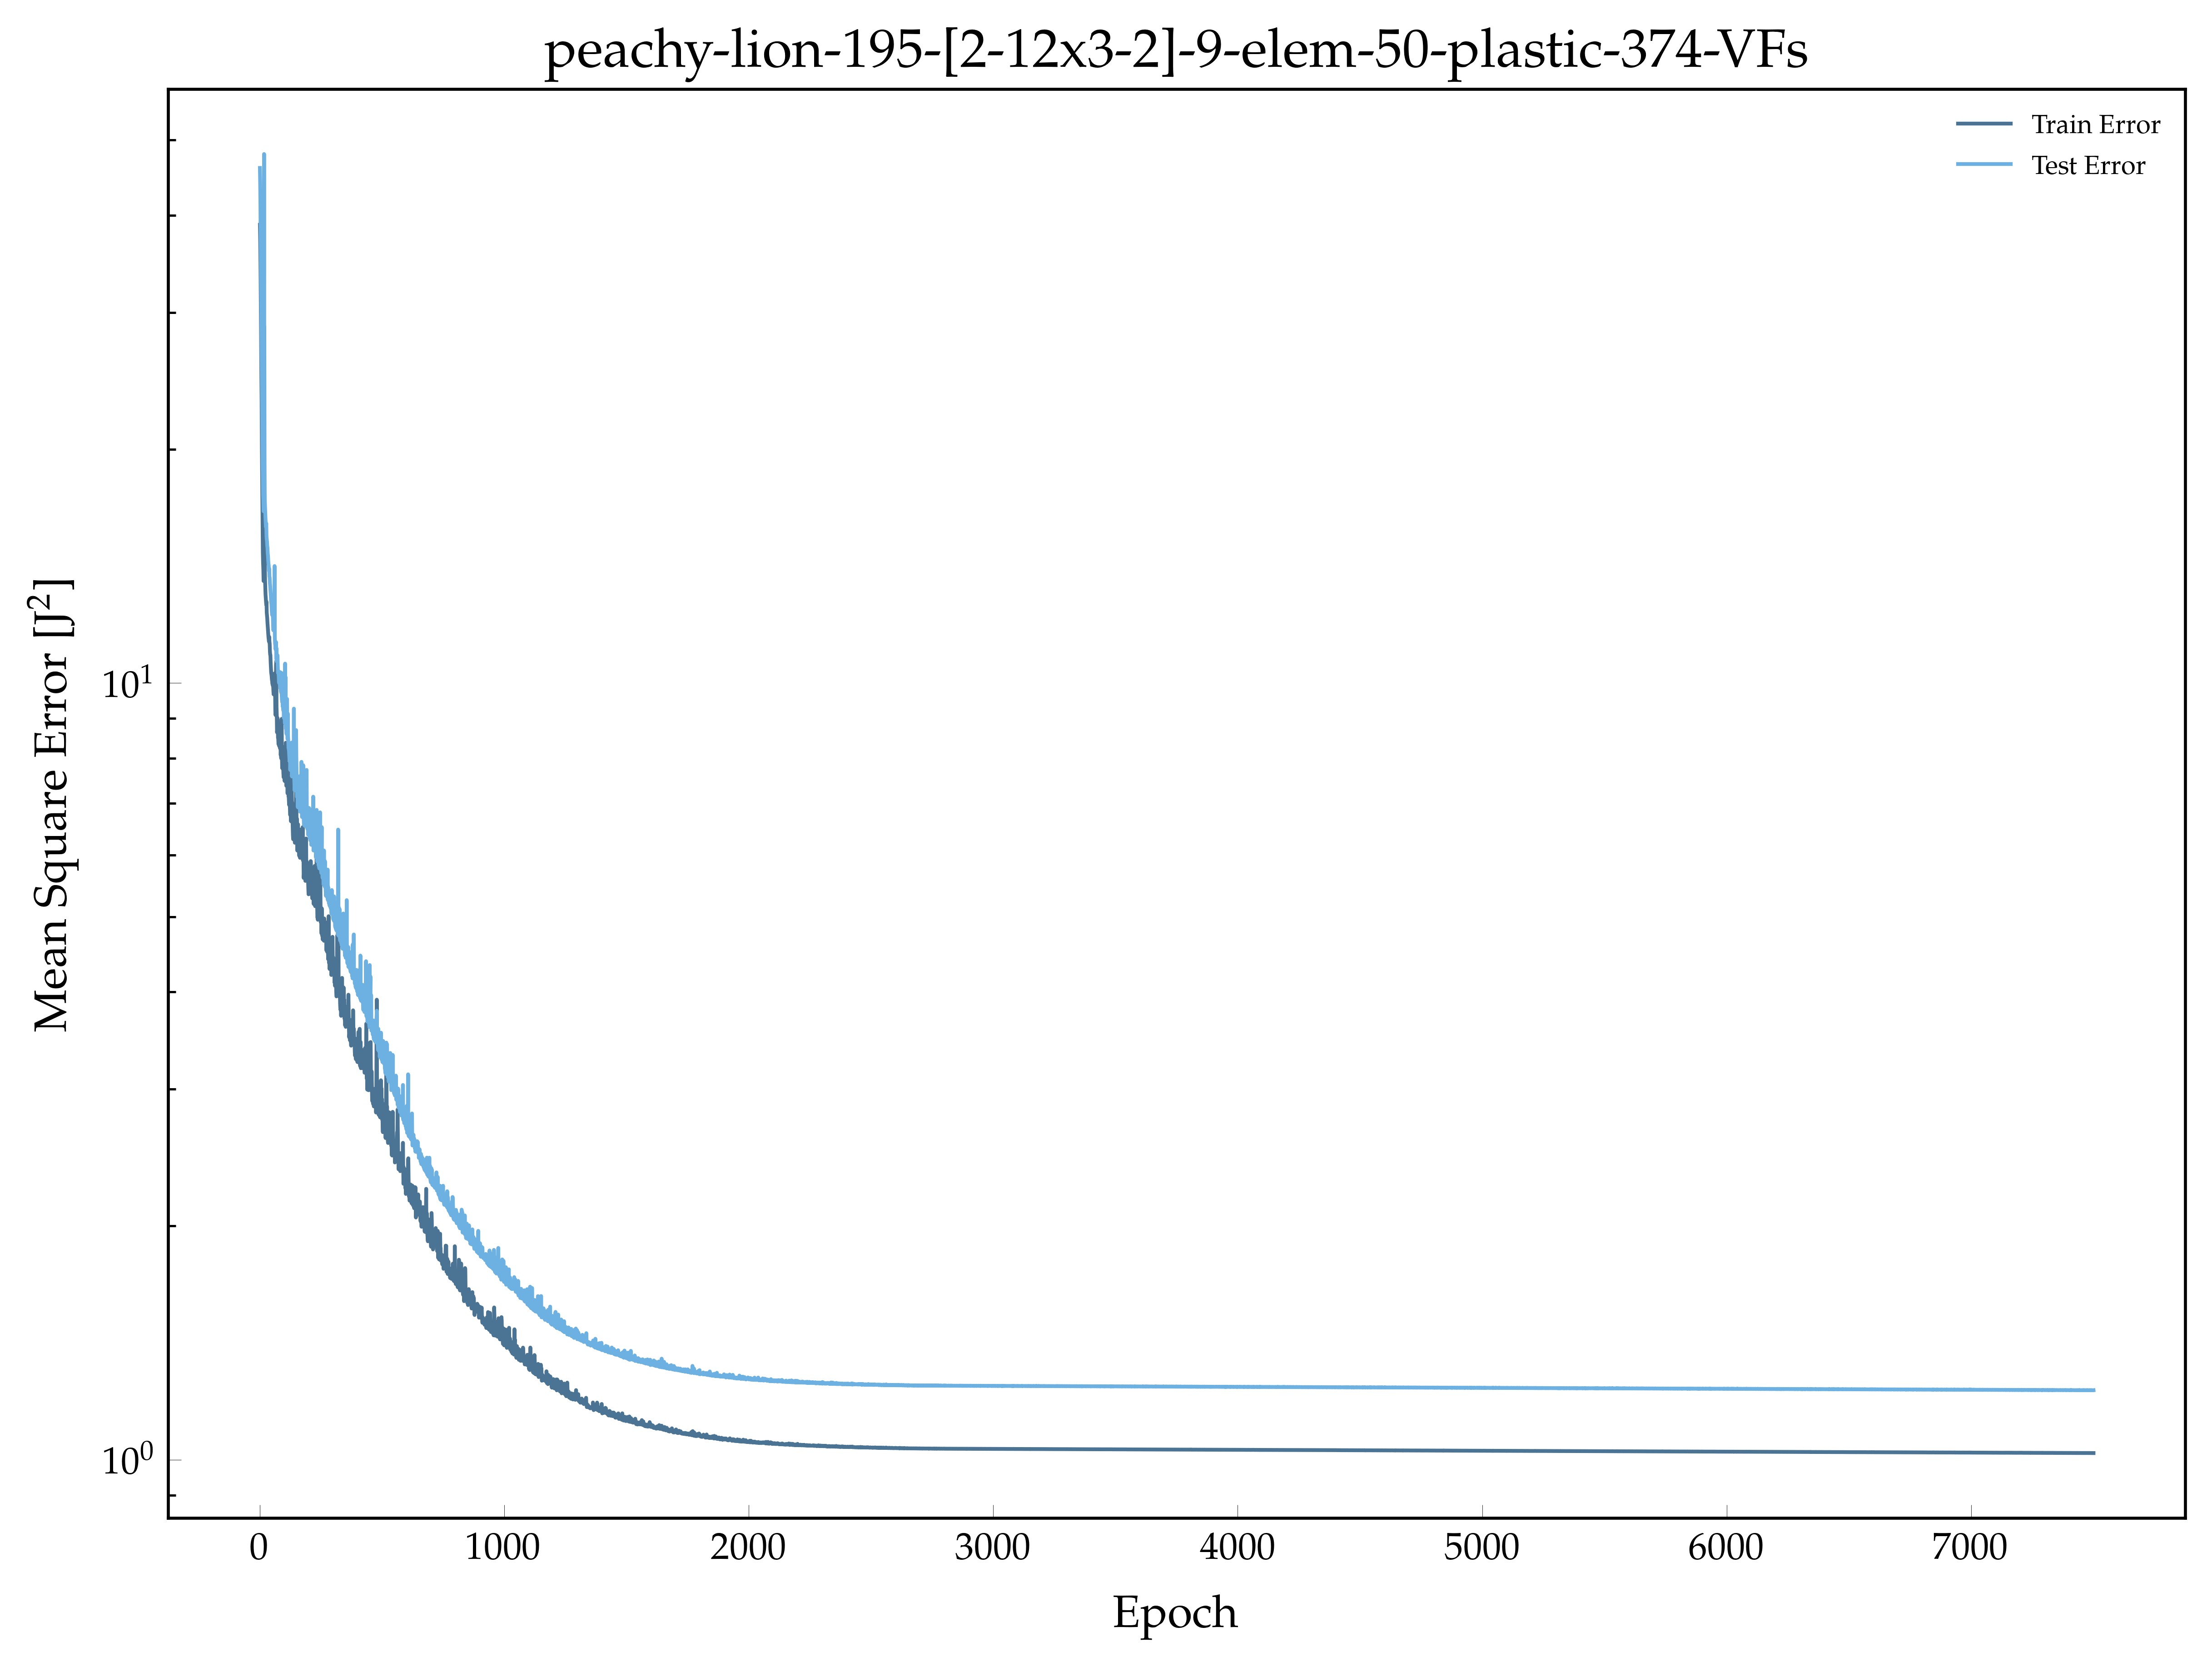 peachy-lion-195-[2-12x3-2]-9-elem-50-plastic-374-VFs
Train Error
Test Error
Mean Square Error [J²]
10¹
10⁰
0 1000 2000 3000 4000 5000 6000 7000
Epoch